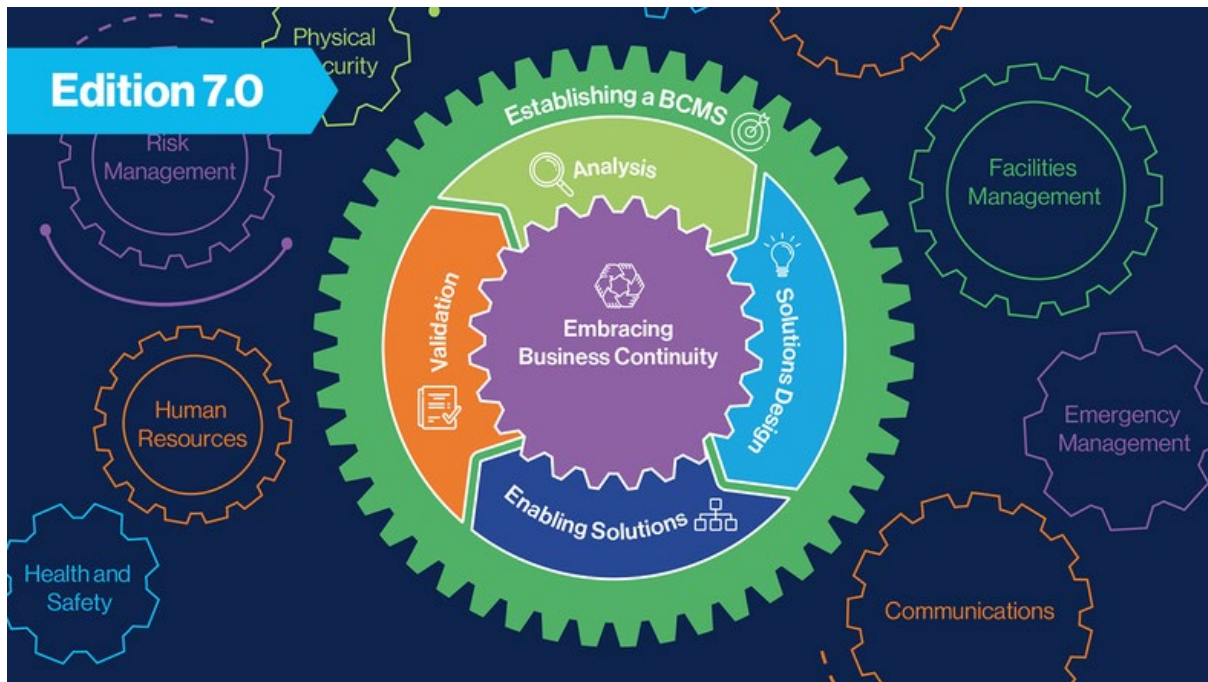 Physical
Edition 7.0
Risk
Management
Establishing a BCMS
Analysis
Facilities
Management
Embracing
Business Continuity
Validation
Solutions Design
Human
Resources
Emergency
Management
Enabling Solutions
Health and
Safety
Communications